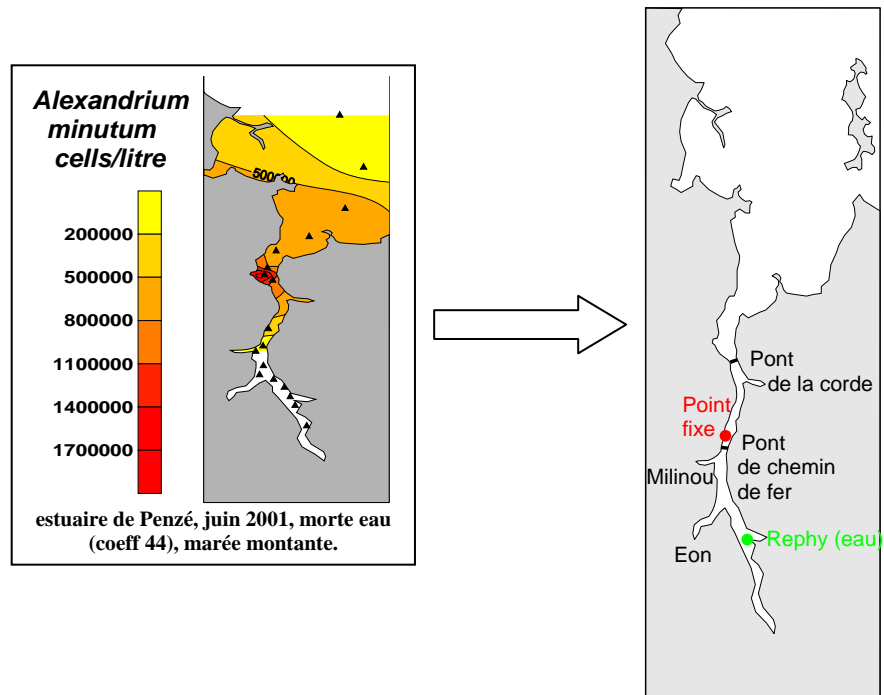 Alexandrium
minutum
cells/litre
200000
500000
800000
1100000
1400000
1700000
estuaire de Penzé, juin 2001, morte eau
(coeff 44), marée montante.
Pont
de la corde
Point
fixe
Pont
de chemin
de fer
Milinou
Eon
Rephy (eau)